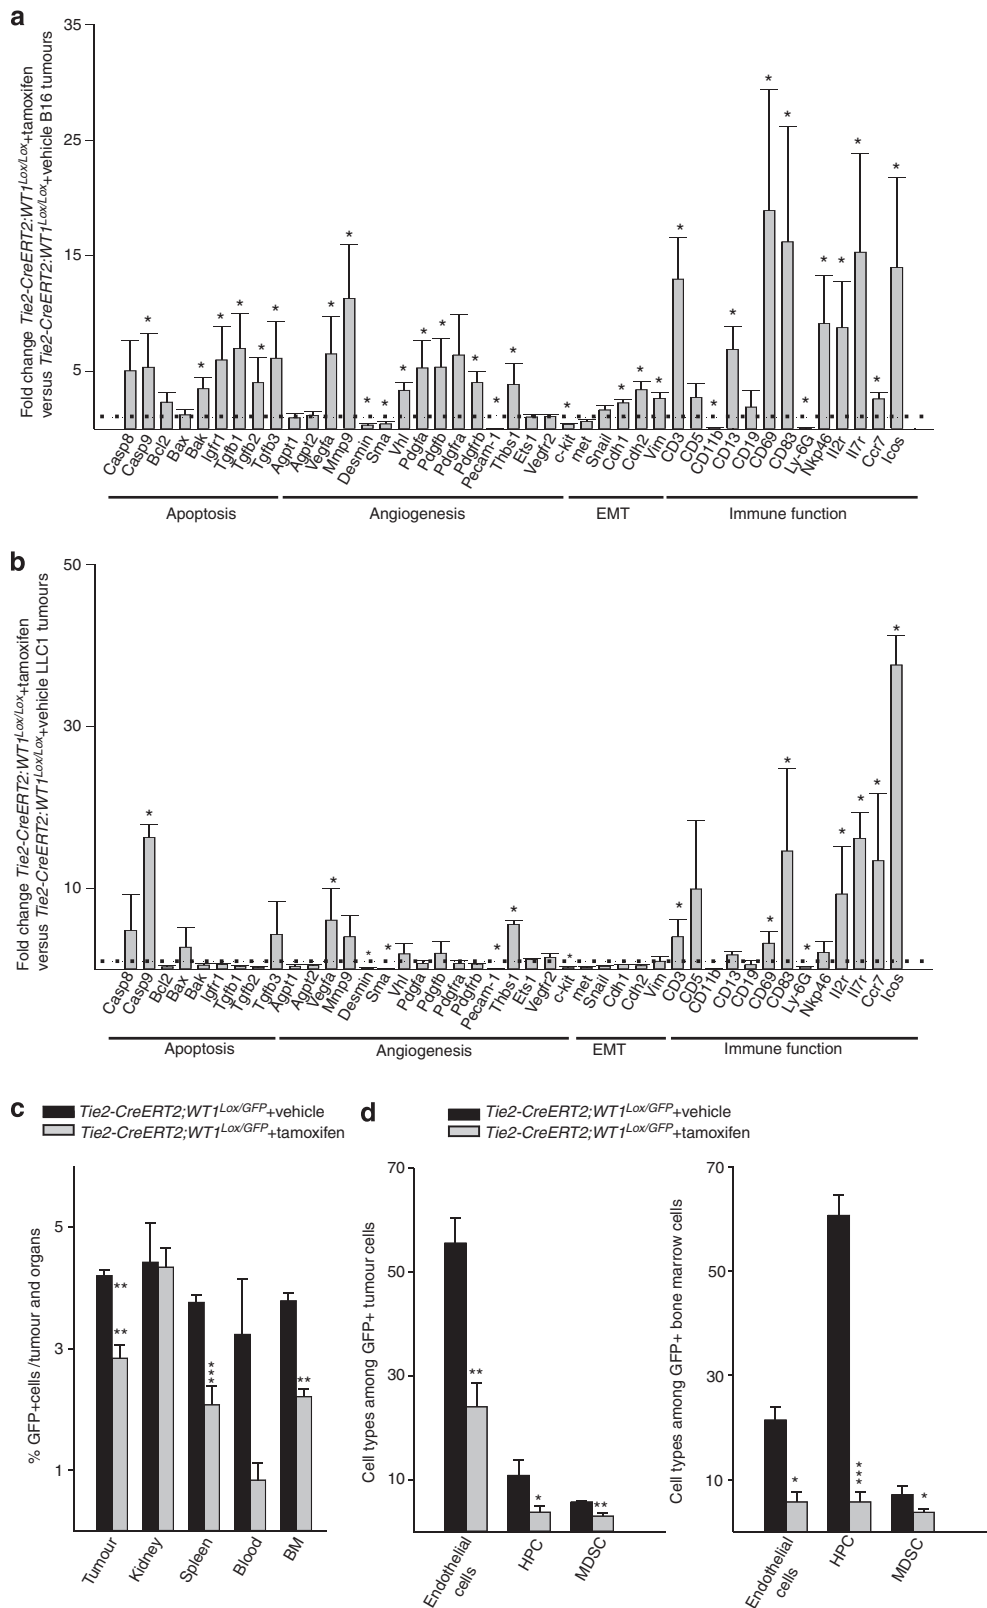 a
Fold change Tie2-CreERT2:WT1Lox/Lox+tamoxifen
versus Tie2-CreERT2:WT1Lox/Lox+vehicle B16 tumours
35
25
15
5
* * * * * * * * * * * * * * * * * * * * * * * * * * * * * * * *
Casp8 Casp9 Bcl2 Bax Bak Igfr1 Tgfb1 Tgfb2 Tgfb3 Agpt1 Agpt2 Vegfa Mmp9 Desmin Sma Vhl Pdgfa Pdgfb Pdgfra Pdgfrb Pecam-1 Thbs1 Ets1 Vegfr2 c-kit met Snail Cdh1 Cdh2 Vim CD3 CD5 CD11b CD13 CD19 CD69 CD83 Ly-6G Nkp46 Il2r Il7r Ccr7 Icos
Apoptosis Angiogenesis EMT Immune function
b
Fold change Tie2-CreERT2:WT1Lox/Lox+tamoxifen
versus Tie2-CreERT2:WT1Lox/Lox+vehicle LLC1 tumours
50
30
10
* * * * * * * * * * * * * * *
Casp8 Casp9 Bcl2 Bax Bak Igfr1 Tgfb1 Tgfb2 Tgfb3 Agpt1 Agpt2 Vegfa Mmp9 Desmin Sma Vhl Pdgfa Pdgfb Pdgfra Pdgfrb Pecam-1 Thbs1 Ets1 Vegfr2 c-kit met Snail Cdh1 Cdh2 Vim CD3 CD5 CD11b CD13 CD19 CD69 CD83 Ly-6G Nkp46 Il2r Il7r Ccr7 Icos
Apoptosis Angiogenesis EMT Immune function
c
Tie2-CreERT2;WT1Lox/GFP+vehicle
Tie2-CreERT2;WT1Lox/GFP+tamoxifen
% GFP+cells /tumour and organs
5
3
1
** ** *** **
Tumour Kidney Spleen Blood BM
d
Tie2-CreERT2;WT1Lox/GFP+vehicle
Tie2-CreERT2;WT1Lox/GFP+tamoxifen
Cell types among GFP+ tumour cells
70
50
30
10
** * **
Endothelial
cells
HPC
MDSC
Cell types among GFP+ bone marrow cells
70
50
30
10
* *** *
Endothelial
cells
HPC
MDSC